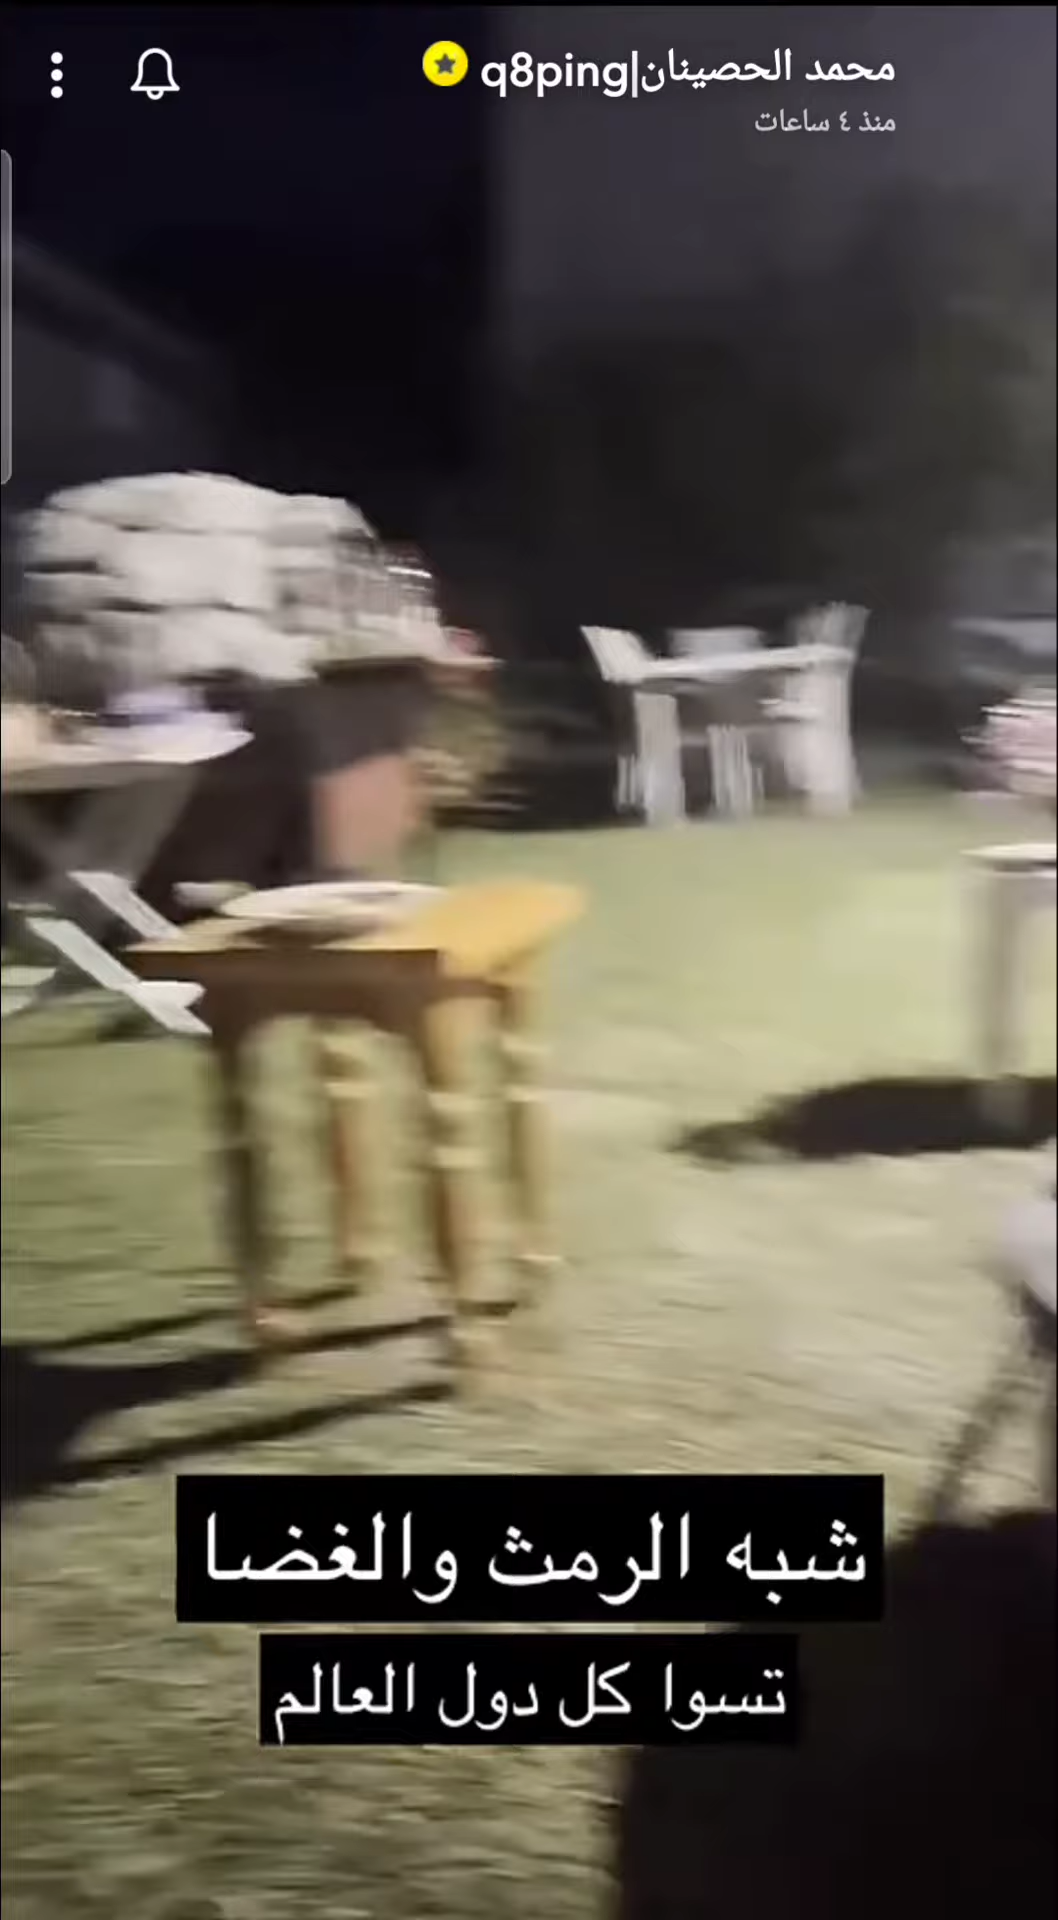 محمد الحصينان|q8ping
منذ ٤ ساعات
شبه الرمث والغضا
تسوا كل دول العالم